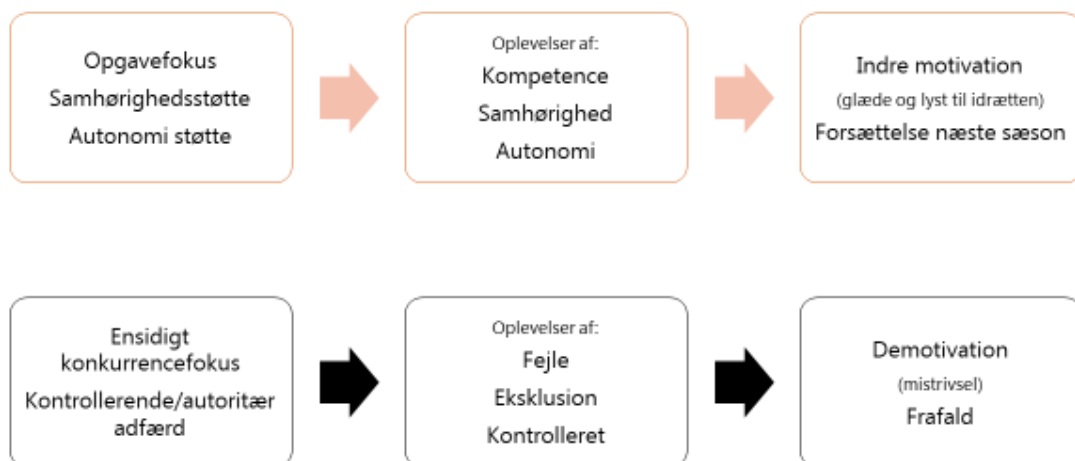 Opgavefokus
Samhørighedsstøtte
Autonomi støtte
Oplevelser af:
Kompetence
Samhørighed
Autonomi
Indre motivation
(glæde og lyst til idrætten)
Forsættelse næste sæson
Ensidigt
konkurrencefokus
Kontrollerende/autoritær
adfærd
Oplevelser af:
Fejle
Eksklusion
Kontrolleret
Demotivation
(mistrivsel)
Frafald